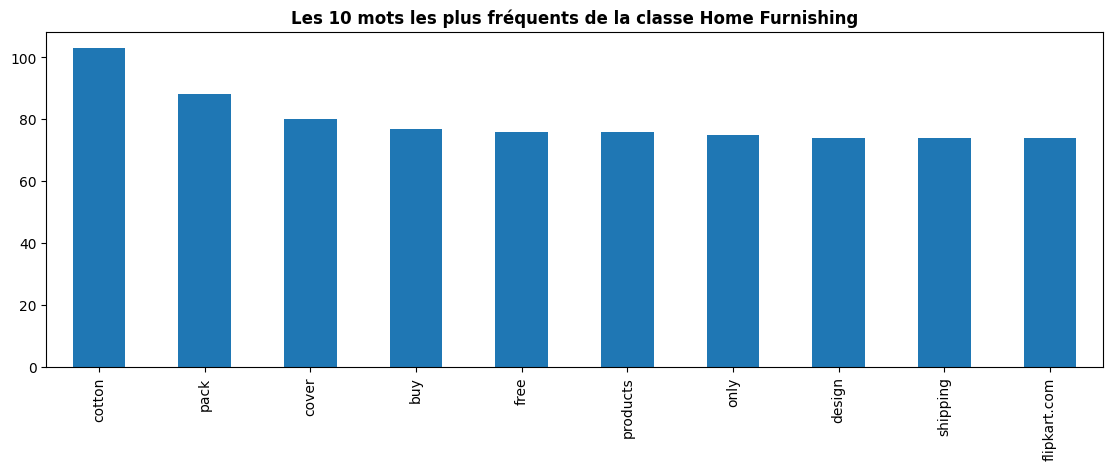 Les 10 mots les plus fréquents de la classe Home Furnishing
100
80
60
40
20
0
cotton
pack
cover
buy
free
products
only
design
shipping
flipkart.com